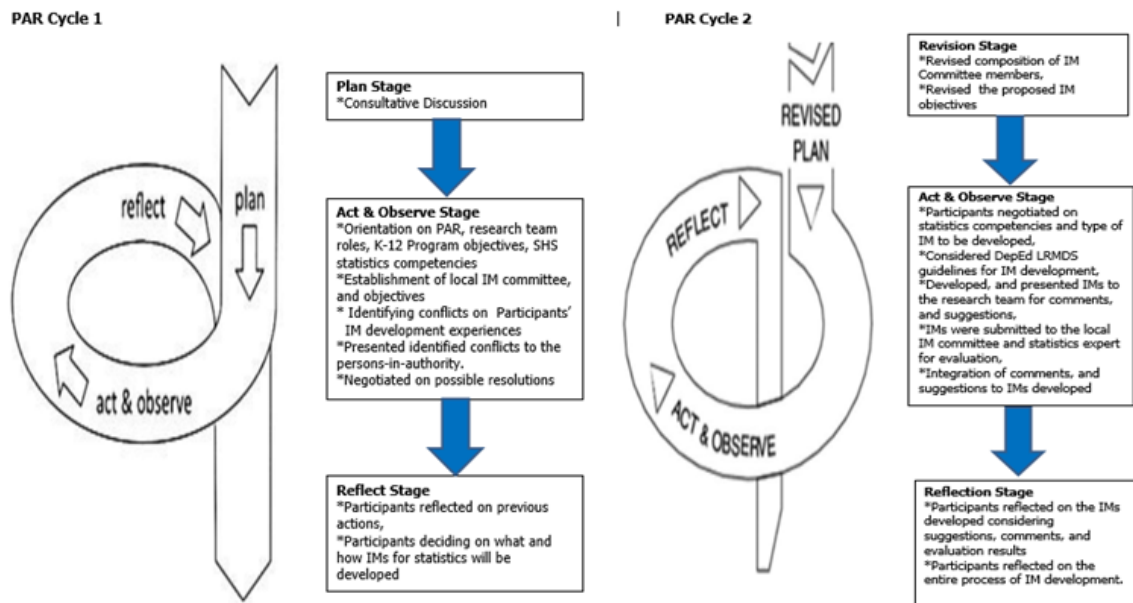 PAR Cycle 1
reflect
plan
act & observe
Plan Stage
*Consultative Discussion
Act & Observe Stage
*Orientation on PAR, research team
roles, K-12 Program objectives, SHS
statistics competencies
*Establishment of local IM committee,
and objectives
* Identifying conflicts on Participants'
IM development experiences
*Presented identified conflicts to the
persons-in-authority.
*Negotiated on possible resolutions
Reflect Stage
*Participants reflected on previous
actions,
*Participants deciding on what and
how IMs for statistics will be
developed
| PAR Cycle 2
REVISED
PLAN
REFLECT
ACT & OBSERVE
Revision Stage
*Revised composition of IM
Committee members,
*Revised the proposed IM
objectives
Act & Observe Stage
*Participants negotiated on
statistics competencies and type of
IM to be developed,
*Considered DepEd LRMDS
guidelines for IM development,
*Developed, and presented IMs to
the research team for comments,
and suggestions,
*IMs were submitted to the local
IM committee and statistics expert
for evaluation,
*Integration of comments, and
suggestions to IMs developed
Reflection Stage
*Participants reflected on the IMs
developed considering
suggestions, comments, and
evaluation results
*Participants reflected on the
entire process of IM development.